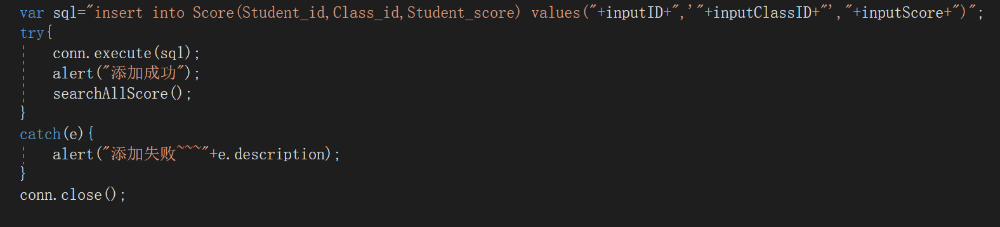 var sql="insert into Score(Student_id,Class_id,Student_score) values("+inputID+",'"+inputClassID+"',"+inputScore+")";
try{
conn.execute(sql);
alert("添加成功");
searchAllScore();
}
catch(e){
alert("添加失败~~~"+e.description);
}
conn.close();